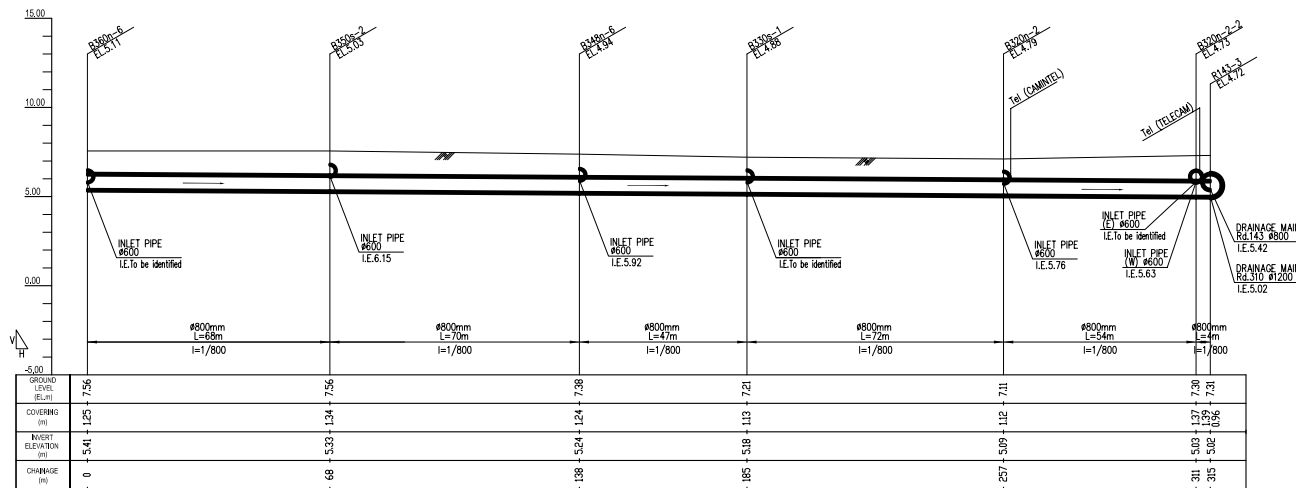 15.00
10.00
5.00
0.00
-5.00
B360n-6
EL.5.11
B350s-2
EL.5.03
B348n-6
EL.4.94
B330s-1
EL.4.88
B320n-2
EL.4.79
B320n-2-2
EL.4.73
R143-3
EL.4.72
Tel (CAMINTEL)
Tel (TELECAM)
INLET PIPE
ø600
I.E.To be identified
INLET PIPE
ø600
I.E.6.15
INLET PIPE
ø600
I.E.5.92
INLET PIPE
ø600
I.E.To be identified
INLET PIPE
ø600
I.E.5.76
INLET PIPE
(E) ø600
I.E.To be identified
INLET PIPE
(W) ø600
I.E.5.63
DRAINAGE MAIN
Rd.143 ø800
I.E.5.42
DRAINAGE MAIN
Rd.310 ø1200
I.E.5.02
V
H
ø800mm
L=68m
I=1/800
ø800mm
L=70m
I=1/800
ø800mm
L=47m
I=1/800
ø800mm
L=72m
I=1/800
ø800mm
L=54m
I=1/800
ø800mm
L=4m
I=1/800
GROUND
LEVEL
(EL.m)
7.56 7.56 7.38 7.21 7.11 7.30 7.31
COVERING
(m)
1.25 1.34 1.24 1.13 1.12 1.37 1.39 0.96
INVERT
ELEVATION
(m)
5.41 5.33 5.24 5.18 5.09 5.03 5.02
CHAINAGE
(m)
0 68 138 185 257 311 315